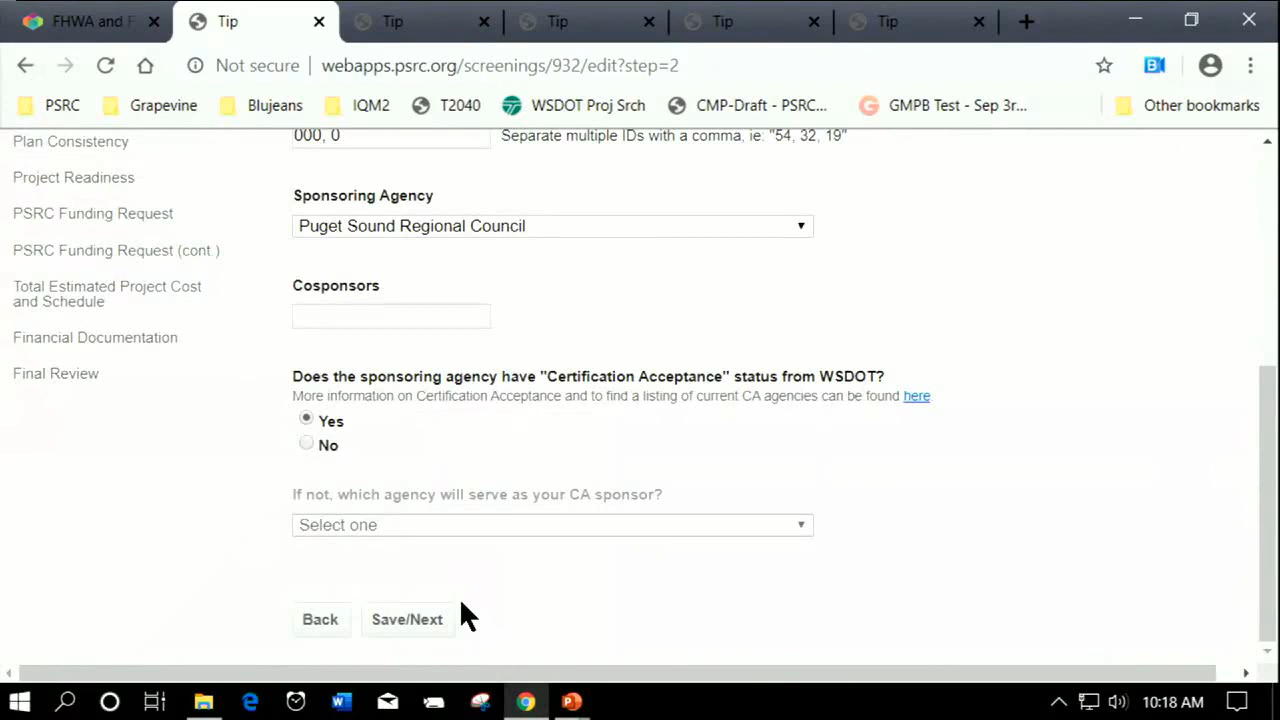 FHWA and F
Tip
Tip
Tip
Tip
Tip
Not secure
webapps.psrc.org/screenings/932/edit?step=2
PSRC
Grapevine
Blujeans
IQM2
T2040
WSDOT Proj Srch
CMP-Draft - PSRC...
GMPB Test - Sep 3r...
Other bookmarks
Plan Consistency
Project Readiness
PSRC Funding Request
PSRC Funding Request (cont.)
Total Estimated Project Cost
and Schedule
Financial Documentation
Final Review
000, 0
Separate multiple IDs with a comma, ie: "54, 32, 19"
Sponsoring Agency
Puget Sound Regional Council
Cosponsors
Does the sponsoring agency have "Certification Acceptance" status from WSDOT?
More information on Certification Acceptance and to find a listing of current CA agencies can be found here
Yes
No
If not, which agency will serve as your CA sponsor?
Select one
Back
Save/Next
10:18 AM